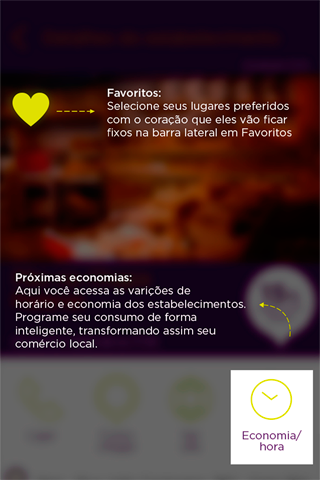 Favoritos:
Selecione seus lugares preferidos
com o coração que eles vão ficar
fixos na barra lateral em Favoritos
Próximas economias:
Aqui você acessa as varições de
horário e economia dos estabelecimentos.
Programe seu consumo de forma
inteligente, transformando assim seu
comércio local.
Economia/
hora